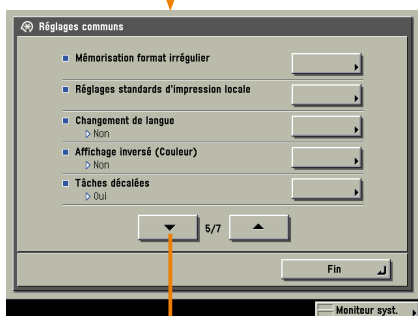 Réglages communs
Mémorisation format irrégulier
Réglages standards d'impression locale
Changement de langue
Non
Affichage inversé (Couleur)
Non
Tâches décalées
Oui
5/7
Fin
Moniteur syst.